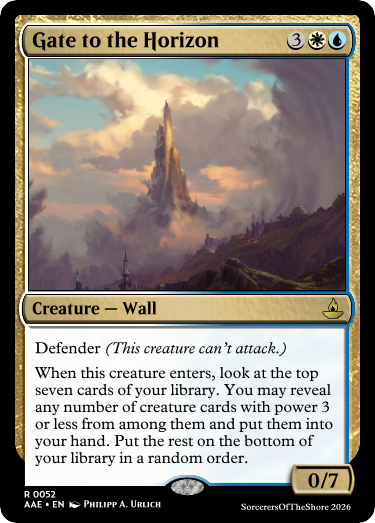 Gate to the Horizon 3
Creature — Wall
Defender (This creature can't attack.)
When this creature enters, look at the top
seven cards of your library. You may reveal
any number of creature cards with power 3
or less from among them and put them into
your hand. Put the rest on the bottom of
your library in a random order.
0/7
R 0052
AAE • EN Philipp A. Urlich
SorcerersOfTheShore 2026